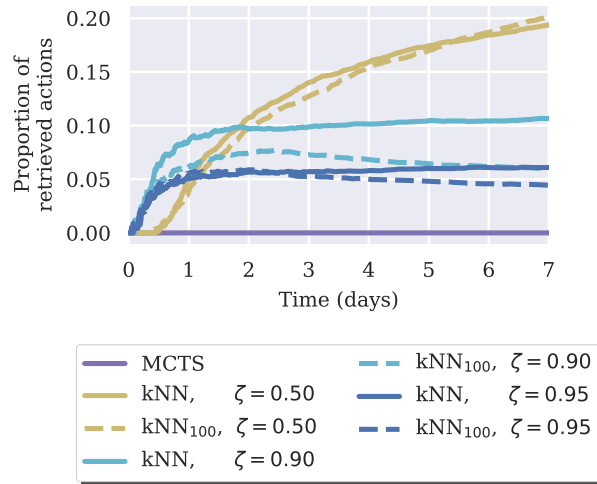 Proportion of
retrieved actions
0.20
0.15
0.10
0.05
0.00
0 1 2 3 4 5 6 7
Time (days)
MCTS
kNN, ζ = 0.50
kNN₁₀₀, ζ = 0.50
kNN, ζ = 0.90
kNN₁₀₀, ζ = 0.90
kNN, ζ = 0.95
kNN₁₀₀, ζ = 0.95